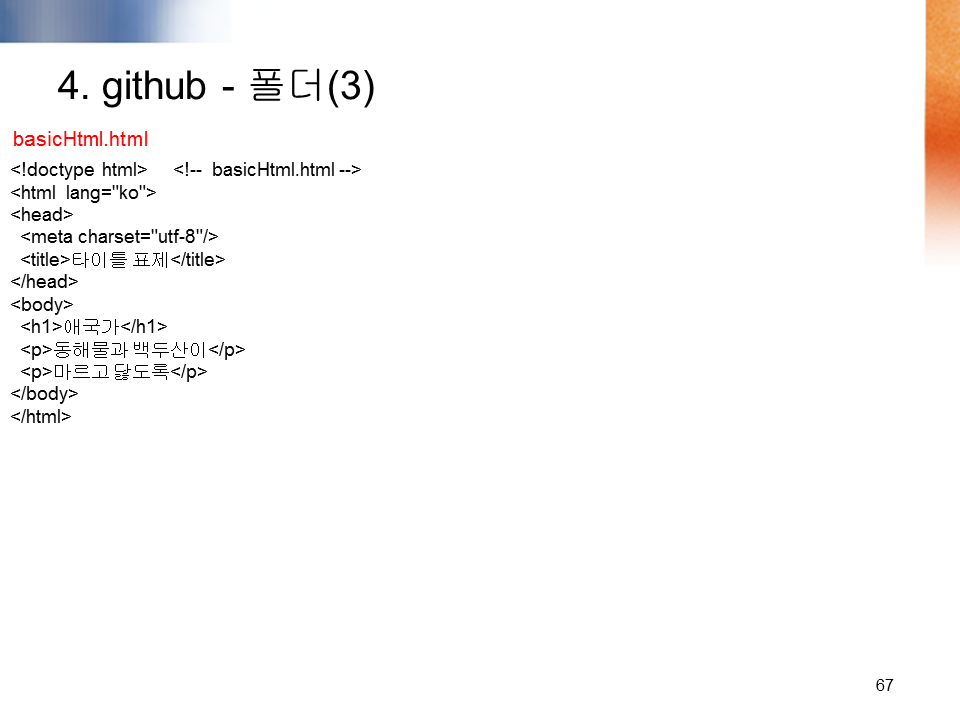 4. github - 폴더(3)
basicHtml.html
<!doctype html>     <!--  basicHtml.html -->
<html  lang="ko">
<head>
  <meta charset="utf-8"/>
  <title>타이틀 표제</title>
</head>
<body>
  <h1>애국가</h1>
  <p>동해물과 백두산이</p>
  <p>마르고 닳도록</p>
</body>
</html>
67